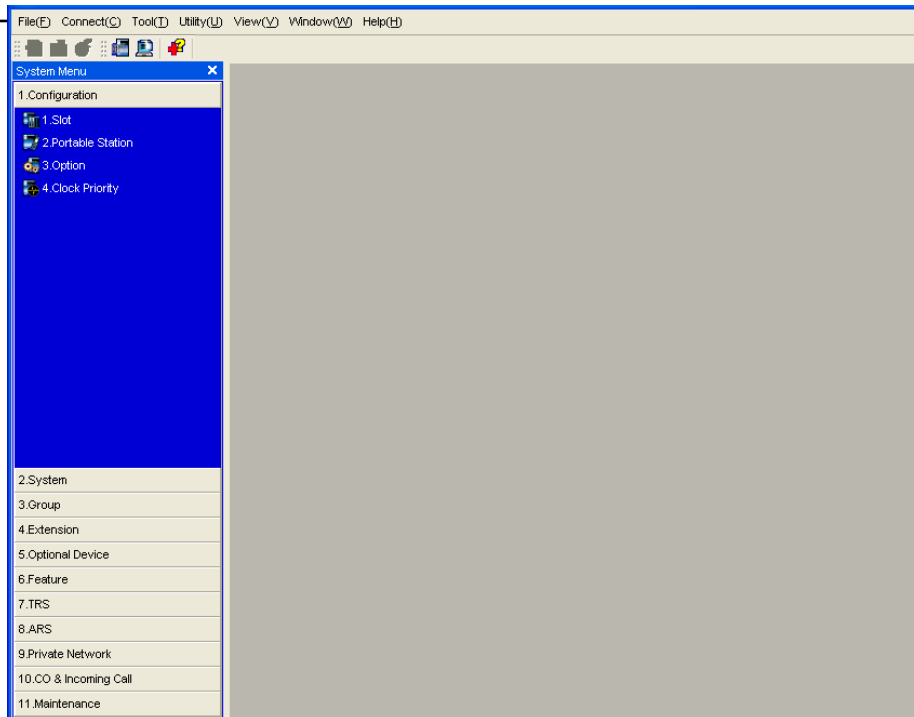 File(F) Connect(C) Tool(T) Utility(U) View(V) Window(W) Help(H)
System Menu
1.Configuration
1.Slot
2.Portable Station
3.Option
4.Clock Priority
2.System
3.Group
4.Extension
5.Optional Device
6.Feature
7.TRS
8.ARS
9.Private Network
10.CO & Incoming Call
11.Maintenance